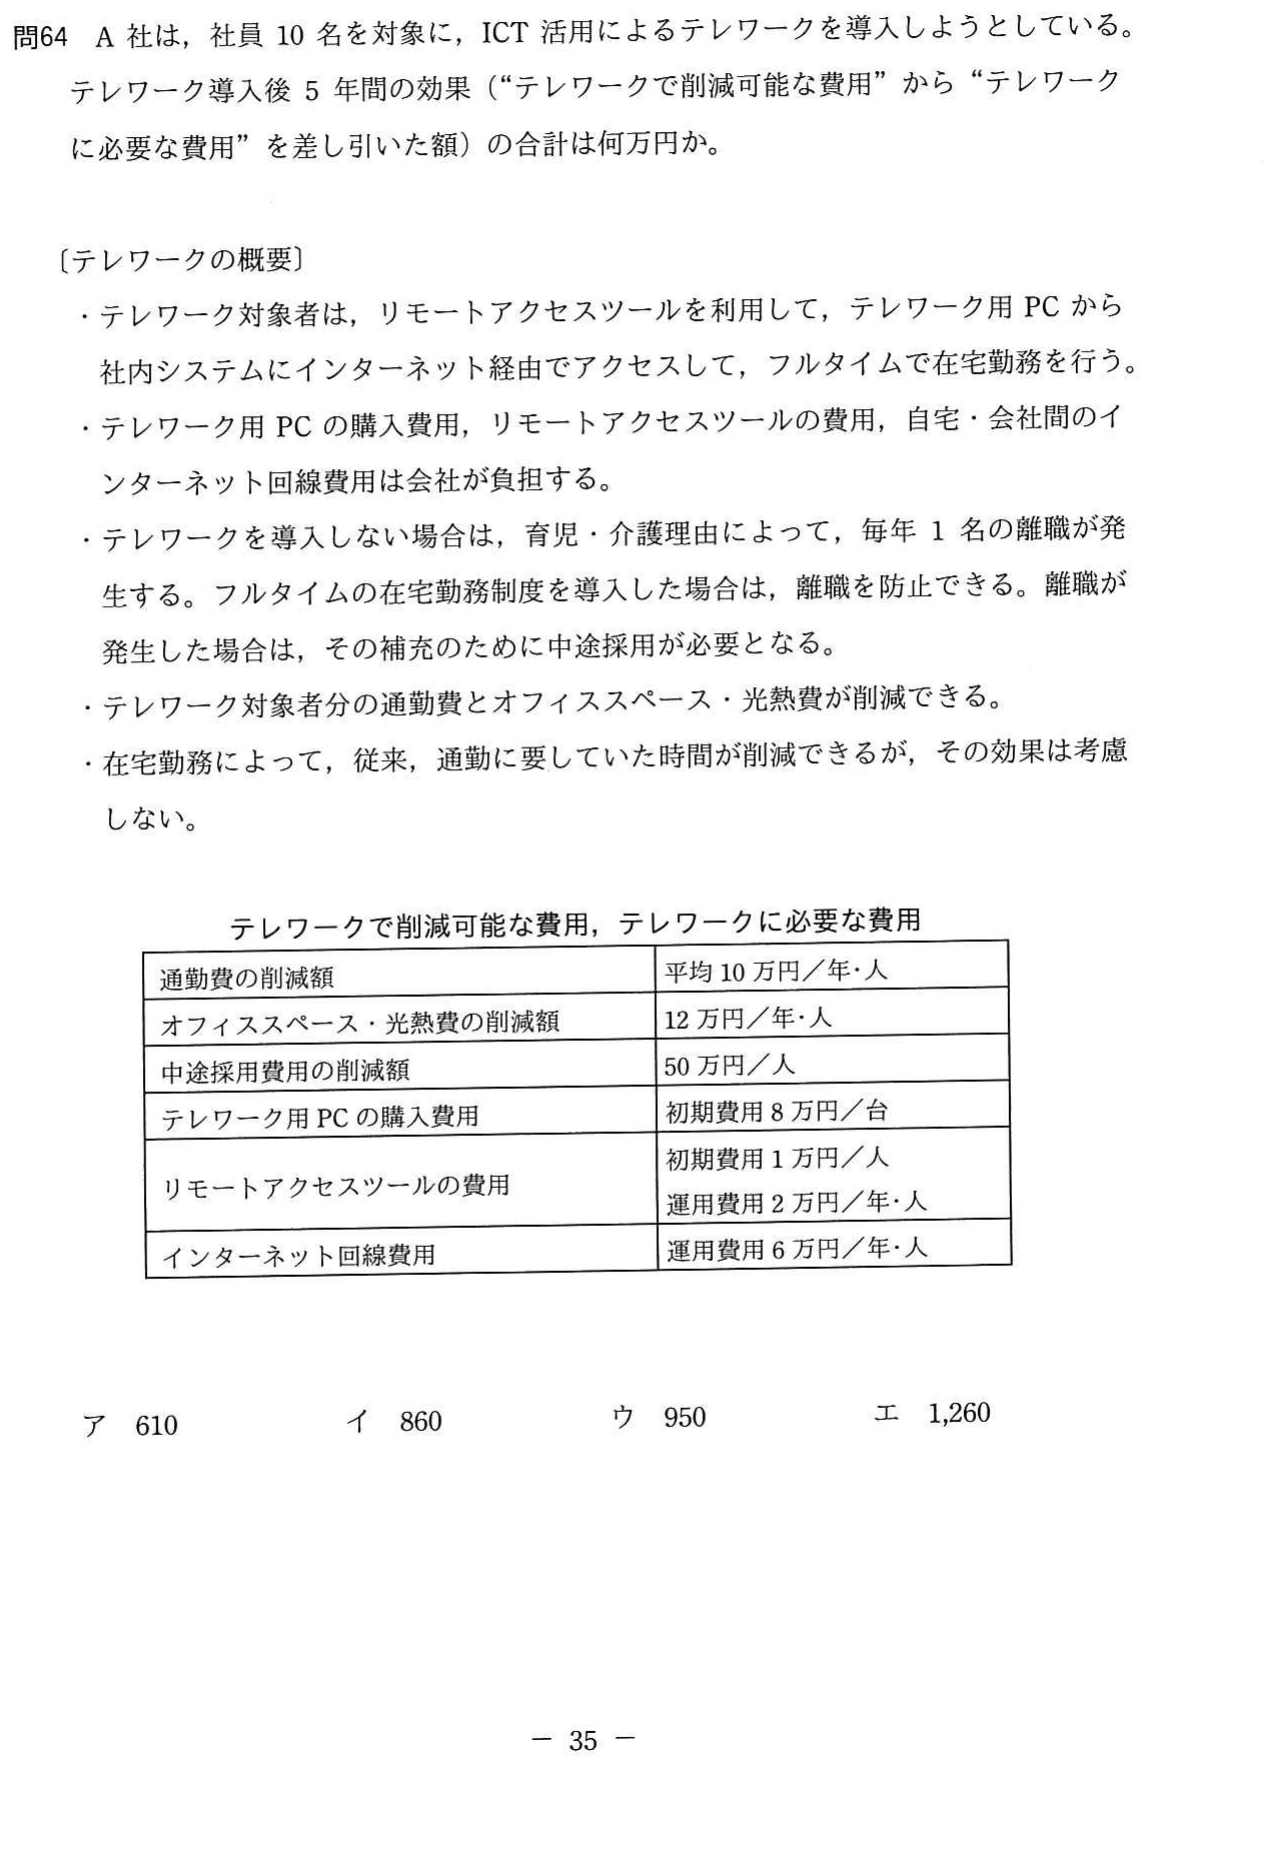 問64 A 社は，社員 10 名を対象に，ICT 活用によるテレワークを導入しようとしている。
テレワーク導入後 5 年間の効果（“テレワークで削減可能な費用” から “テレワーク
に必要な費用” を差し引いた額）の合計は何万円か。
〔テレワークの概要〕
・テレワーク対象者は，リモートアクセスツールを利用して，テレワーク用 PC から
社内システムにインターネット経由でアクセスして，フルタイムで在宅勤務を行う。
・テレワーク用 PC の購入費用，リモートアクセスツールの費用，自宅・会社間のイ
ンターネット回線費用は会社が負担する。
・テレワークを導入しない場合は，育児・介護理由によって，毎年 1 名の離職が発
生する。フルタイムの在宅勤務制度を導入した場合は，離職を防止できる。離職が
発生した場合は，その補充のために中途採用が必要となる。
・テレワーク対象者分の通勤費とオフィススペース・光熱費が削減できる。
・在宅勤務によって，従来，通勤に要していた時間が削減できるが，その効果は考慮
しない。
テレワークで削減可能な費用，テレワークに必要な費用
通勤費の削減額 平均 10 万円／年・人
オフィススペース・光熱費の削減額 12 万円／年・人
中途採用費用の削減額 50 万円／人
テレワーク用 PC の購入費用 初期費用 8 万円／台
リモートアクセスツールの費用 初期費用 1 万円／人
運用費用 2 万円／年・人
インターネット回線費用 運用費用 6 万円／年・人
ア 610 イ 860 ウ 950 エ 1,260
－ 35 －